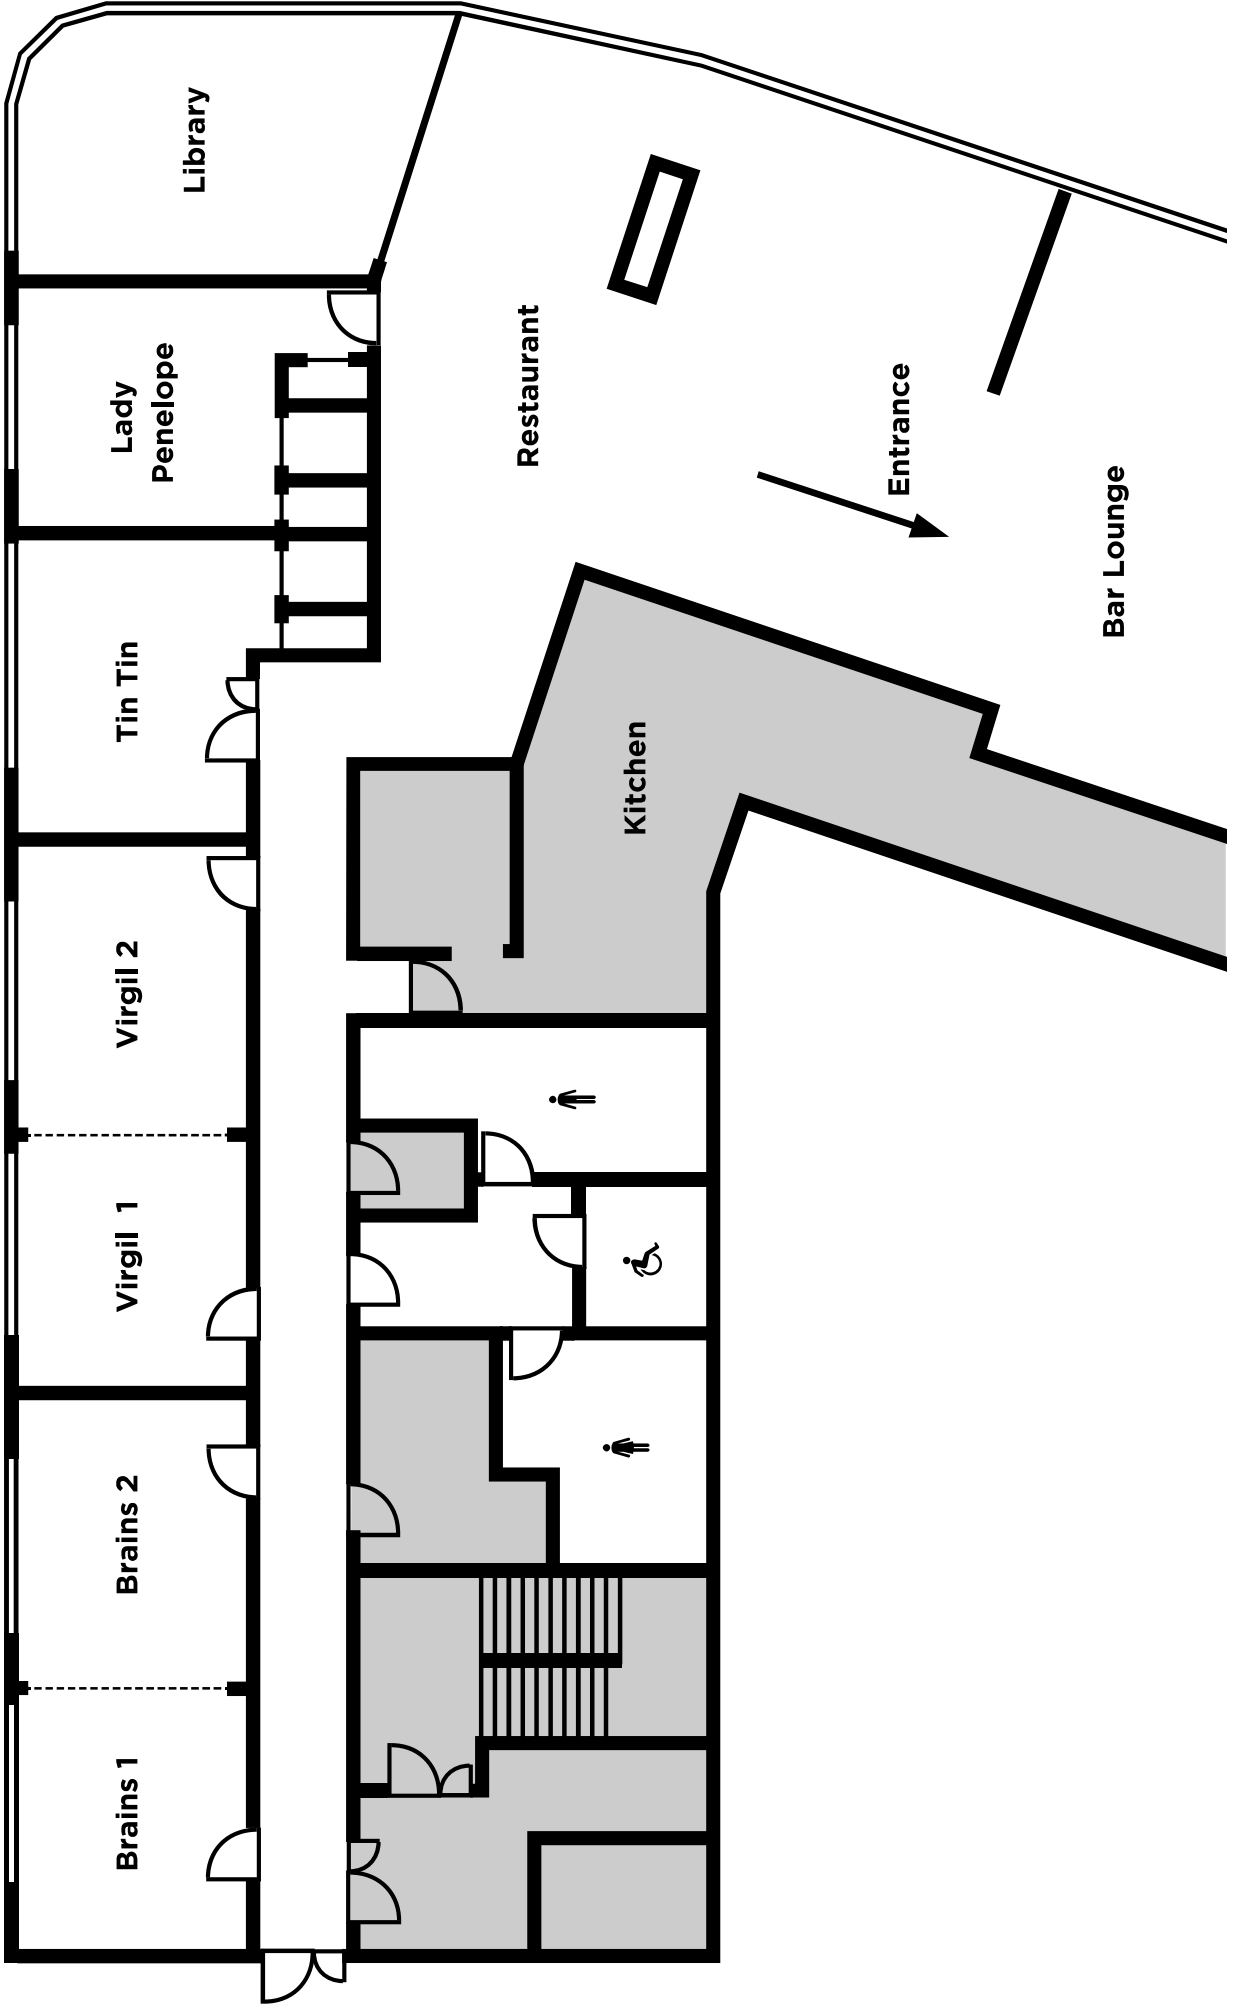 Library
Lady
Penelope
Restaurant
Entrance
Bar Lounge
Tin Tin
Kitchen
Virgil 2
Virgil 1
Brains 2
Brains 1